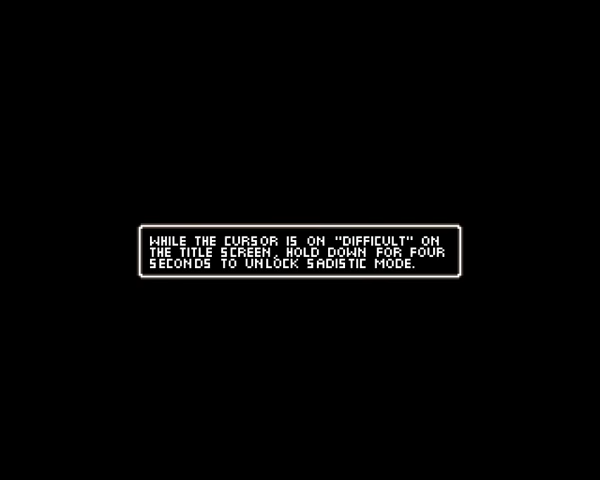 WHILE THE CURSOR IS ON "DIFFICULT" ON
THE TITLE SCREEN, HOLD DOWN FOR FOUR
SECONDS TO UNLOCK SADISTIC MODE.